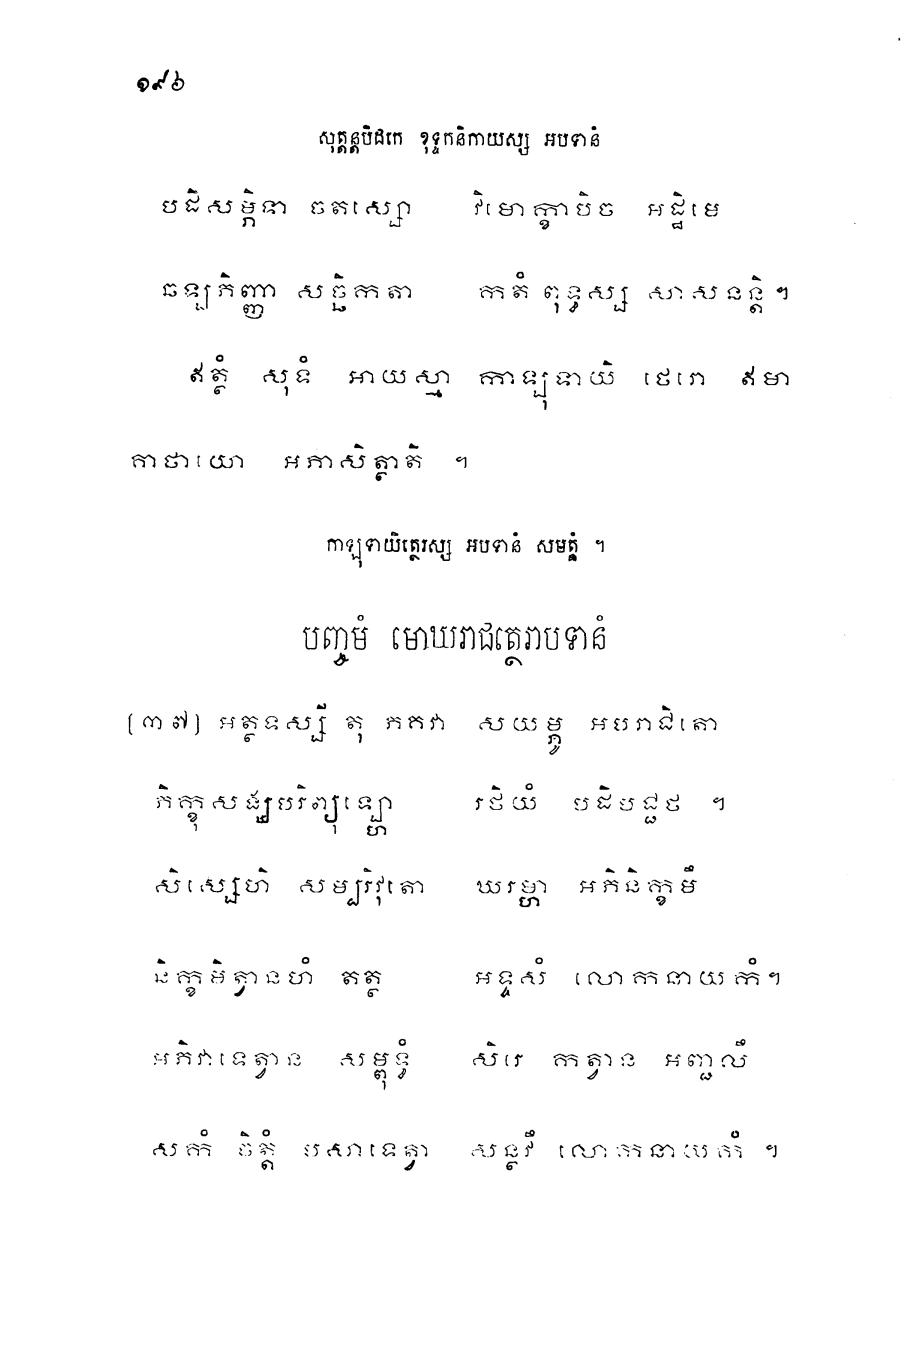 ១៩៦
សុត្តន្តបិដកេ ខុទ្ទកនិកាយស្ស អបទានំ
បដិសម្ភិទា ចតស្សោ វិមោក្ខាបិច អដ្ឋិមេ
ឆឡ្បភិញ្ញា សច្ឆិកតា កតំ ពុទ្ធស្ស សាសនន្តិ។
ឥត្ថំ សុទំ អាយស្មា កាឡុទាយិ ថេរោ ឥមា
គាថាយោ អភាសិត្ថាតិ ។
កាឡុទាយិត្ថេរស្ស អបទានំ សមត្តំ ។
បញ្ចមំ មោឃរាជត្ថេរាបទានំ
[៣៧] អត្ថទស្សី តុ ភគវា សយម្ភូ អបរាជិតោ
ភិក្ខុសង្ឃបរិព្យុឡ្ហោ រថិយំ បដិបជ្ជថ ។
សិស្សេហិ សម្បរិវុតោ ឃរម្ហា អភិនិក្ខមឹ
និក្ខមិត្វានហំ តត្ថ អទ្ទសំ លោកនាយកំ។
អភិវាទេត្វាន សម្ពុទ្ធំ សិរេ កត្វាន អញ្ជលឹ
សកំ ចិត្តំ បសាទេត្វា សន្ថវឹ លោកនាយកំ ។